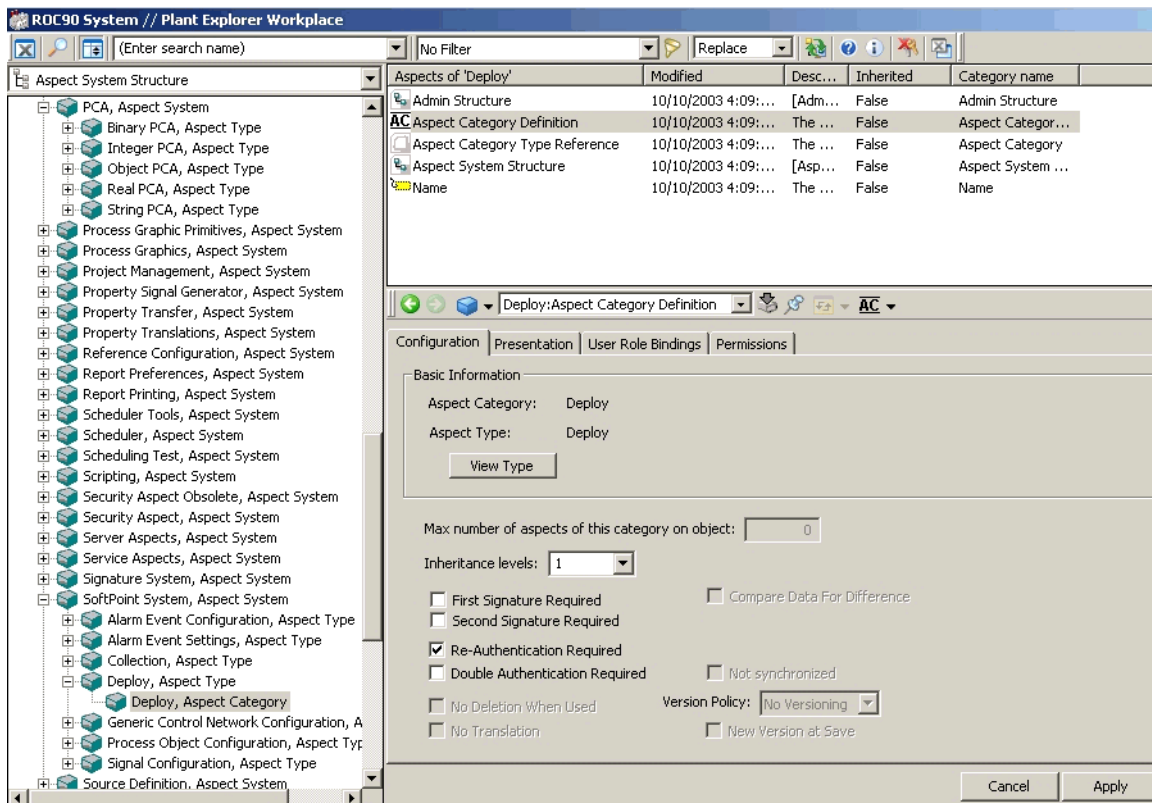 ROC90 System // Plant Explorer Workplace
(Enter search name)
No Filter
Replace
Aspect System Structure
PCA, Aspect System
Binary PCA, Aspect Type
Integer PCA, Aspect Type
Object PCA, Aspect Type
Real PCA, Aspect Type
String PCA, Aspect Type
Process Graphic Primitives, Aspect System
Process Graphics, Aspect System
Project Management, Aspect System
Property Signal Generator, Aspect System
Property Transfer, Aspect System
Property Translations, Aspect System
Reference Configuration, Aspect System
Report Preferences, Aspect System
Report Printing, Aspect System
Scheduler Tools, Aspect System
Scheduler, Aspect System
Scheduling Test, Aspect System
Scripting, Aspect System
Security Aspect Obsolete, Aspect System
Security Aspect, Aspect System
Server Aspects, Aspect System
Service Aspects, Aspect System
Signature System, Aspect System
SoftPoint System, Aspect System
Alarm Event Configuration, Aspect Type
Alarm Event Settings, Aspect Type
Collection, Aspect Type
Deploy, Aspect Type
Deploy, Aspect Category
Generic Control Network Configuration, A
Process Object Configuration, Aspect Typ
Signal Configuration, Aspect Type
Source Definition, Aspect System
Aspects of 'Deploy' Modified Desc... Inherited Category name
Admin Structure 10/10/2003 4:09:... [Adm... False Admin Structure
AC Aspect Category Definition 10/10/2003 4:09:... The ... False Aspect Categor...
Aspect Category Type Reference 10/10/2003 4:09:... The ... False Aspect Category
Aspect System Structure 10/10/2003 4:09:... [Asp... False Aspect System ...
Name 10/10/2003 4:09:... The ... False Name
Deploy:Aspect Category Definition AC
Configuration Presentation User Role Bindings Permissions
Basic Information
Aspect Category: Deploy
Aspect Type: Deploy
View Type
Max number of aspects of this category on object: 0
Inheritance levels: 1
First Signature Required Compare Data For Difference
Second Signature Required
Re-Authentication Required
Double Authentication Required Not synchronized
No Deletion When Used Version Policy: No Versioning
No Translation New Version at Save
Cancel Apply